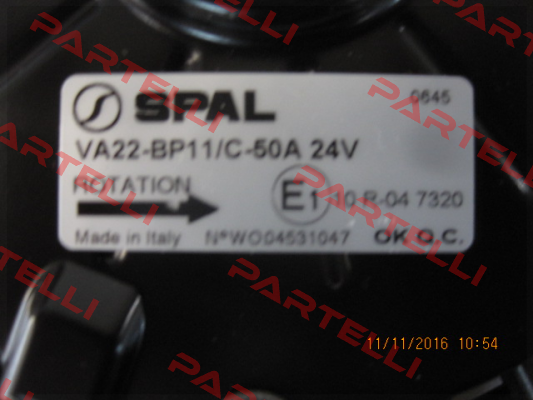 SPAL
0645
VA22-BP11/C-50A 24V
ROTATION
E1 10 R-04 7320
Made in Italy N°WO04531047 OK Q.C.
11/11/2016 10:54
PARTELLI
PARTELLI
PARTELLI
PARTELLI
PARTELLI
PARTELLI